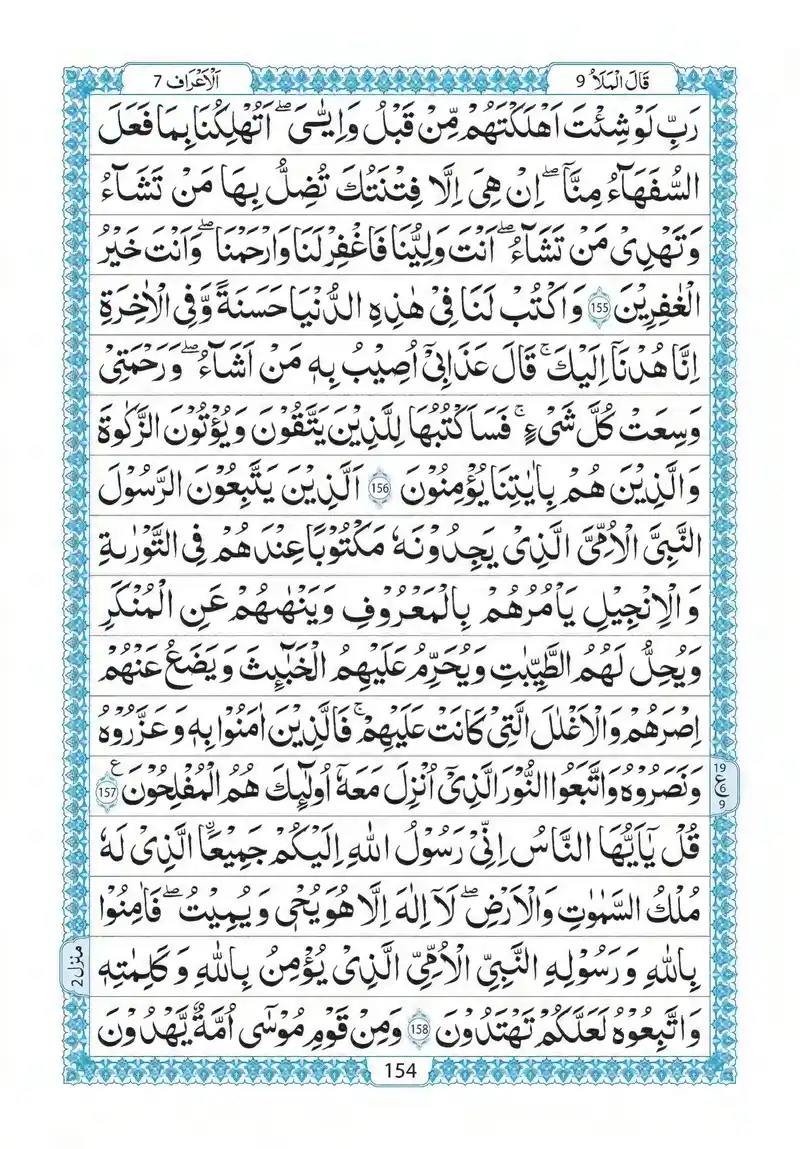 قَالَ الْمَلَاُ 9
اَلْاَعْرَاف 7
رَبِّ لَوْ شِئْتَ اَهْلَكْتَهُمْ مِّنْ قَبْلُ وَاِيَّایَ ؕ اَتُهْلِكُنَا بِمَا فَعَلَ
السُّفَهَآءُ مِنَّا ۚ اِنْ هِىَ اِلَّا فِتْنَتُكَ تُضِلُّ بِهَا مَنْ تَشَآءُ
وَتَهْدِىْ مَنْ تَشَآءُ ؕ اَنْتَ وَلِيُّنَا فَاغْفِرْ لَنَا وَارْحَمْنَا ۖ وَاَنْتَ خَيْرُ
الْغٰفِرِيْنَ 155 وَاكْتُبْ لَنَا فِىْ هٰذِهِ الدُّنْيَا حَسَنَةً وَّفِى الْاٰخِرَةِ
اِنَّا هُدْنَاۤ اِلَيْكَ ؕ قَالَ عَذَابِىْۤ اُصِيْبُ بِهٖ مَنْ اَشَآءُ ۖ وَرَحْمَتِىْ
وَسِعَتْ كُلَّ شَىْءٍ ؕ فَسَاَكْتُبُهَا لِلَّذِيْنَ يَتَّقُوْنَ وَيُؤْتُوْنَ الزَّكٰوةَ
وَالَّذِيْنَ هُمْ بِاٰيٰتِنَا يُؤْمِنُوْنَ 156 اَلَّذِيْنَ يَتَّبِعُوْنَ الرَّسُوْلَ
النَّبِىَّ الْاُمِّىَّ الَّذِىْ يَجِدُوْنَهٗ مَكْتُوْبًا عِنْدَهُمْ فِى التَّوْرٰىةِ
وَالْاِنْجِيْلِ يَاْمُرُهُمْ بِالْمَعْرُوْفِ وَيَنْهٰىهُمْ عَنِ الْمُنْكَرِ
وَيُحِلُّ لَهُمُ الطَّيِّبٰتِ وَيُحَرِّمُ عَلَيْهِمُ الْخَبٰٓئِثَ وَيَضَعُ عَنْهُمْ
اِصْرَهُمْ وَالْاَغْلٰلَ الَّتِىْ كَانَتْ عَلَيْهِمْ ؕ فَالَّذِيْنَ اٰمَنُوْا بِهٖ وَعَزَّرُوْهُ
وَنَصَرُوْهُ وَاتَّبَعُوا النُّوْرَ الَّذِىْۤ اُنْزِلَ مَعَهٗۤ اُولٰٓئِكَ هُمُ الْمُفْلِحُوْنَ 157 ع
19
ع
6
9
قُلْ يٰۤاَيُّهَا النَّاسُ اِنِّىْ رَسُوْلُ اللّٰهِ اِلَيْكُمْ جَمِيْعًا الَّذِىْ لَهٗ
مُلْكُ السَّمٰوٰتِ وَالْاَرْضِ ۖ لَاۤ اِلٰهَ اِلَّا هُوَ يُحْىٖ وَيُمِيْتُ ۖ فَاٰمِنُوْا
بِاللّٰهِ وَرَسُوْلِهِ النَّبِىِّ الْاُمِّىِّ الَّذِىْ يُؤْمِنُ بِاللّٰهِ وَكَلِمٰتِهٖ
منزل 2
وَاتَّبِعُوْهُ لَعَلَّكُمْ تَهْتَدُوْنَ 158 وَمِنْ قَوْمِ مُوْسٰٓى اُمَّةٌ يَّهْدُوْنَ
154